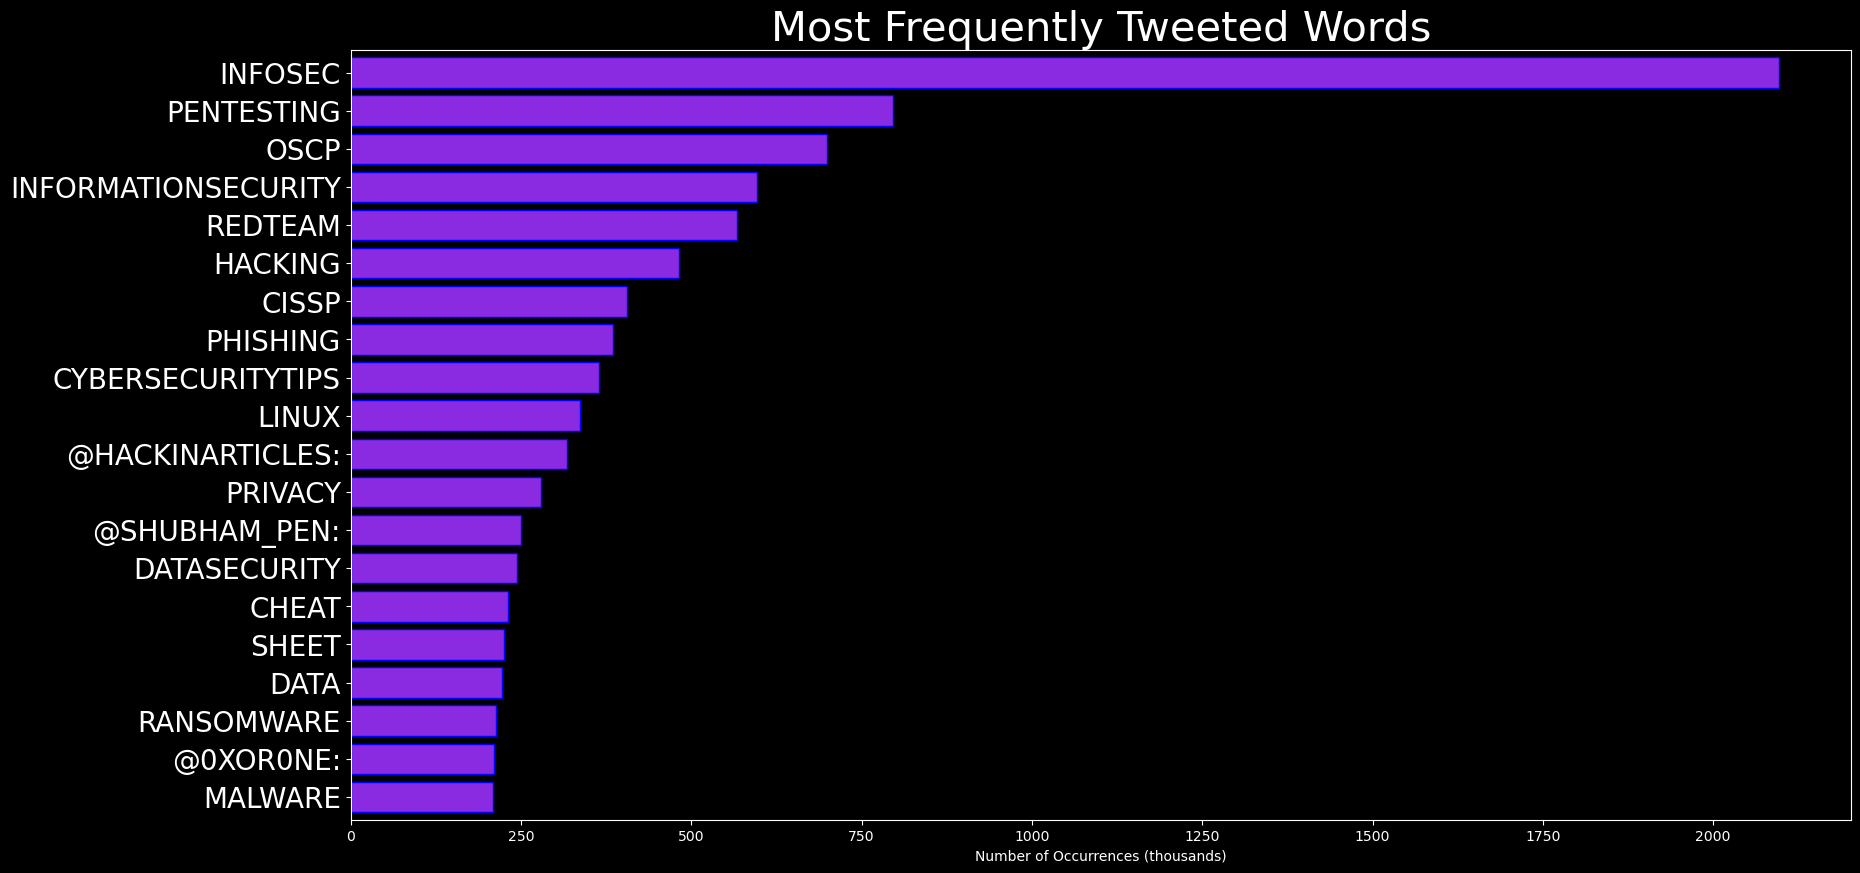 Most Frequently Tweeted Words
INFOSEC
PENTESTING
OSCP
INFORMATIONSECURITY
REDTEAM
HACKING
CISSP
PHISHING
CYBERSECURITYTIPS
LINUX
@HACKINARTICLES:
PRIVACY
@SHUBHAM_PEN:
DATASECURITY
CHEAT
SHEET
DATA
RANSOMWARE
@0XOR0NE:
MALWARE
0 250 500 750 1000 1250 1500 1750 2000
Number of Occurrences (thousands)